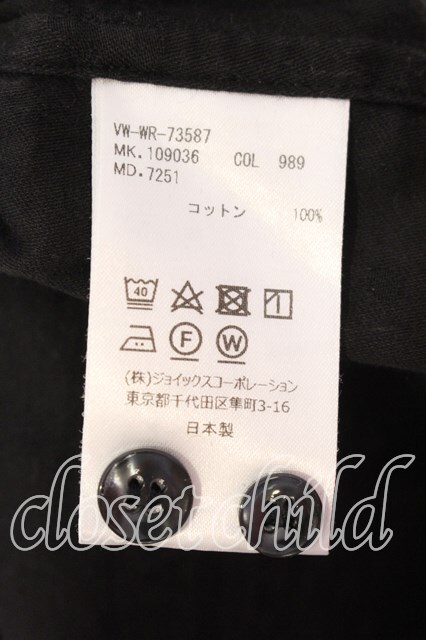 VW-WR-73587
MK.109036 COL 989
MD.7251
コットン 100%
40
F W
(株)ジョイックスコーポレーション
東京都千代田区隼町3-16
日本製
closetchild